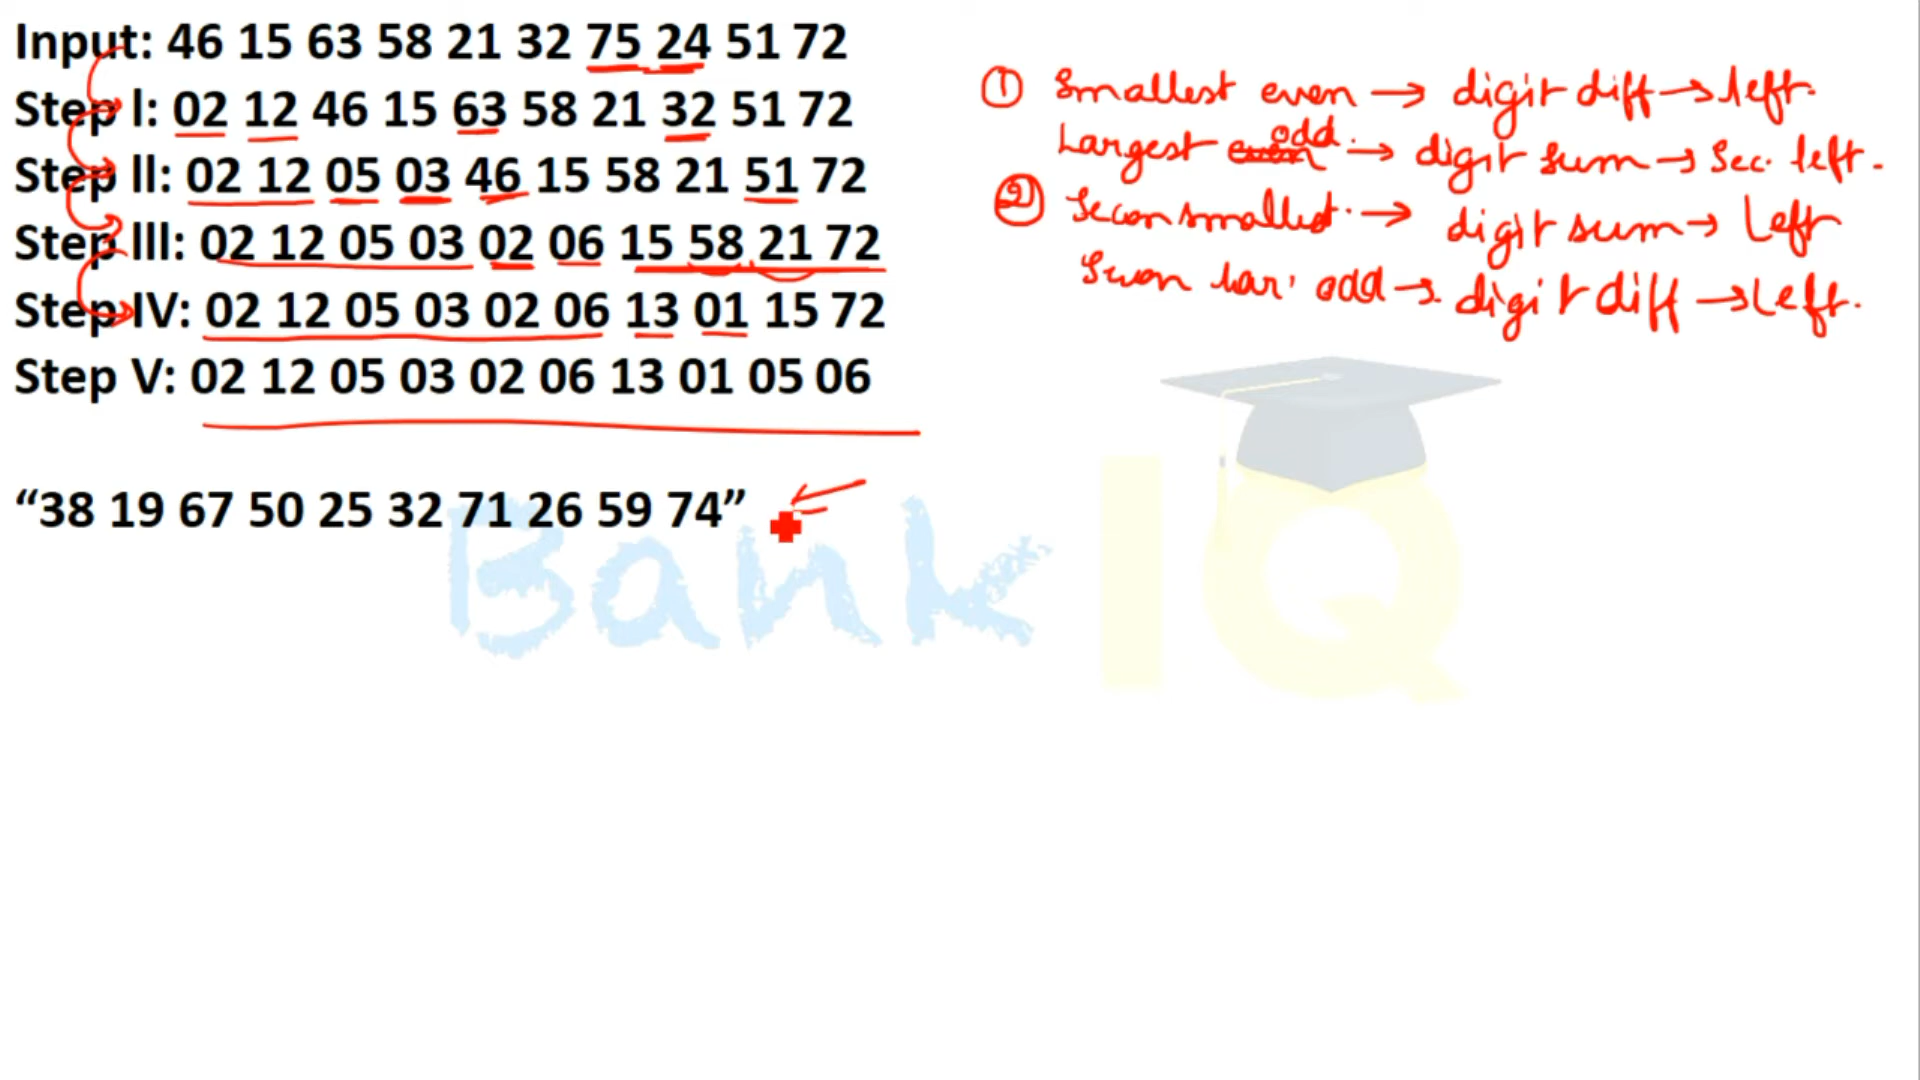 Input: 46 15 63 58 21 32 75 24 51 72
Step I: 02 12 46 15 63 58 21 32 51 72
Step II: 02 12 05 03 46 15 58 21 51 72
Step III: 02 12 05 03 02 06 15 58 21 72
Step IV: 02 12 05 03 02 06 13 01 15 72
Step V: 02 12 05 03 02 06 13 01 05 06
“38 19 67 50 25 32 71 26 59 74”
① Smallest even → digit diff → left.
Largest even odd. → digit sum → Sec. left.
② Secon smallest. → digit sum → Left
lar. odd → digit diff → Left.
Bank IQ